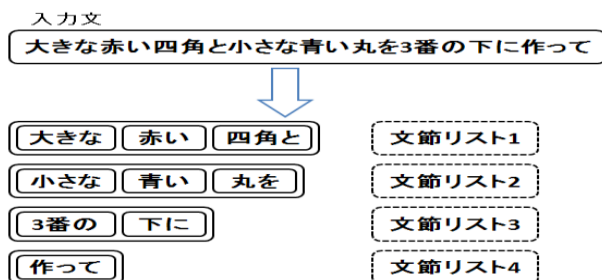 入力文
大きな赤い四角と小さな青い丸を3番の下に作って
大きな 赤い 四角と 文節リスト1
小さな 青い 丸を 文節リスト2
3番の 下に 文節リスト3
作って 文節リスト4